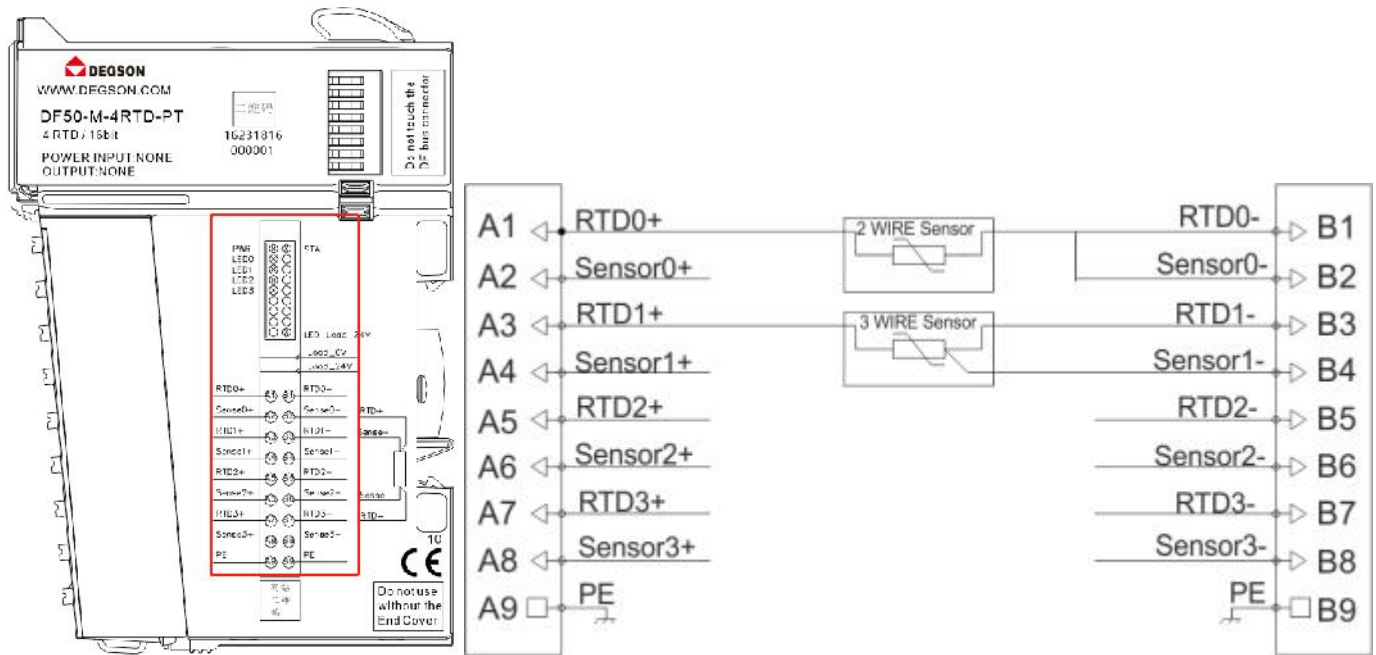 DEGSON
WWW.DEGSON.COM
DF50-M-4RTD-PT
4 RTD / 16bit
POWER INPUT:NONE
OUTPUT:NONE
二维码
16231816
000001
Do not touch the
DF bus connector
PWR
STA
LED0
LED1
LED2
LED3
LED Load_24V
Load_0V
Load_24V
RTD0+
RTD0-
Sense0+
Sense0-
RTD+
RTD1+
RTD1-
Sense-
Sense1+
Sense1-
RTD2+
RTD2-
Sense2+
Sense2-
Sense
RTD3+
RTD3-
RTD-
Sense3+
Sense3-
PE
PE
10
CE
Do not use
without the
End Cover
A1 RTD0+
2 WIRE Sensor
RTD0- B1
A2 Sensor0+
Sensor0- B2
A3 RTD1+
3 WIRE Sensor
RTD1- B3
A4 Sensor1+
Sensor1- B4
A5 RTD2+
RTD2- B5
A6 Sensor2+
Sensor2- B6
A7 RTD3+
RTD3- B7
A8 Sensor3+
Sensor3- B8
A9 PE
PE B9